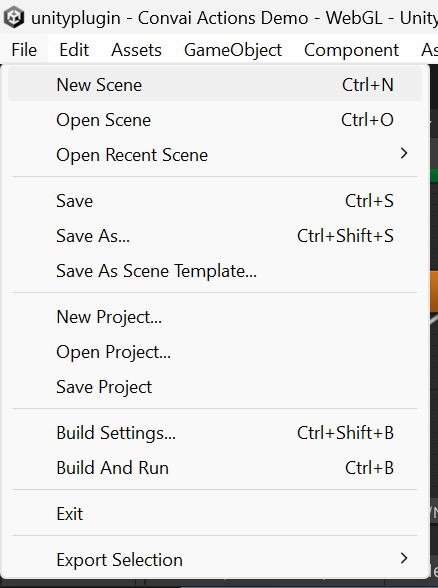 unityplugin - Convai Actions Demo - WebGL - Unity
File Edit Assets GameObject Component As
New Scene Ctrl+N
Open Scene Ctrl+O
Open Recent Scene
Save Ctrl+S
Save As... Ctrl+Shift+S
Save As Scene Template...
New Project...
Open Project...
Save Project
Build Settings... Ctrl+Shift+B
Build And Run Ctrl+B
Exit
Export Selection